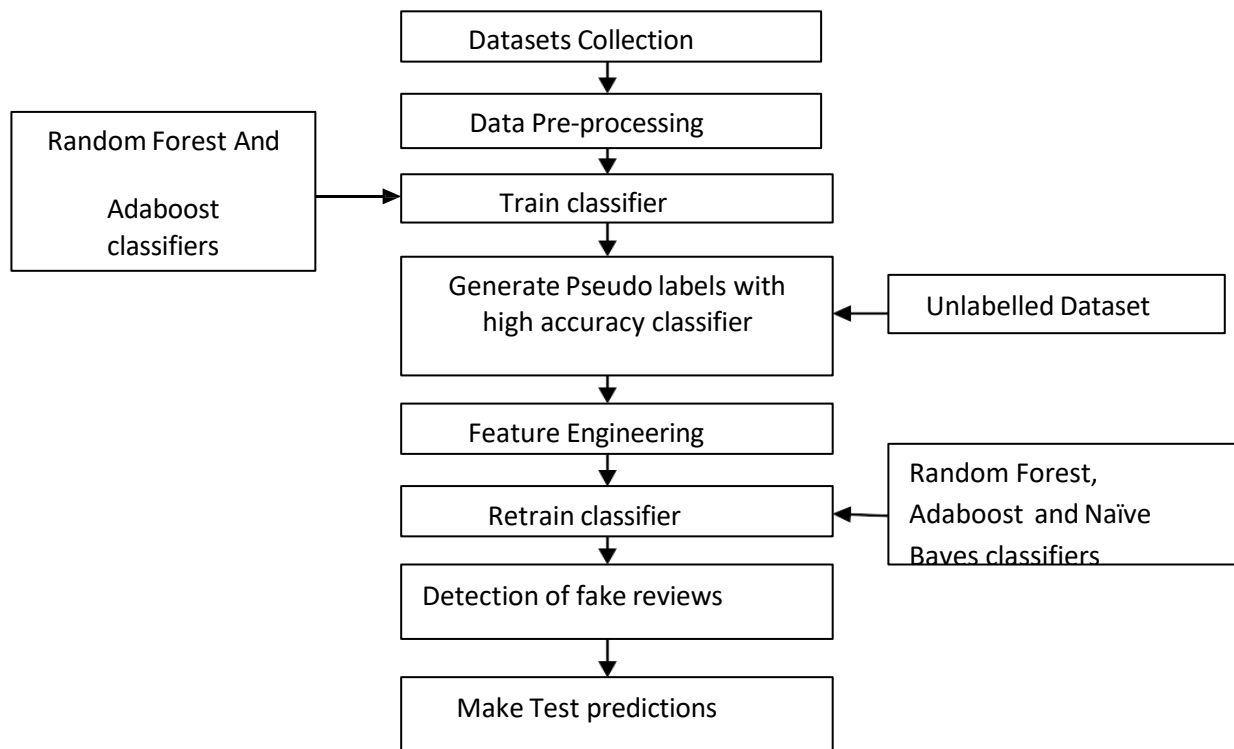 Datasets Collection
Data Pre-processing
Random Forest And
Adaboost
classifiers
Train classifier
Generate Pseudo labels with
high accuracy classifier
Unlabelled Dataset
Feature Engineering
Retrain classifier
Random Forest,
Adaboost and Naïve
Bayes classifiers
Detection of fake reviews
Make Test predictions